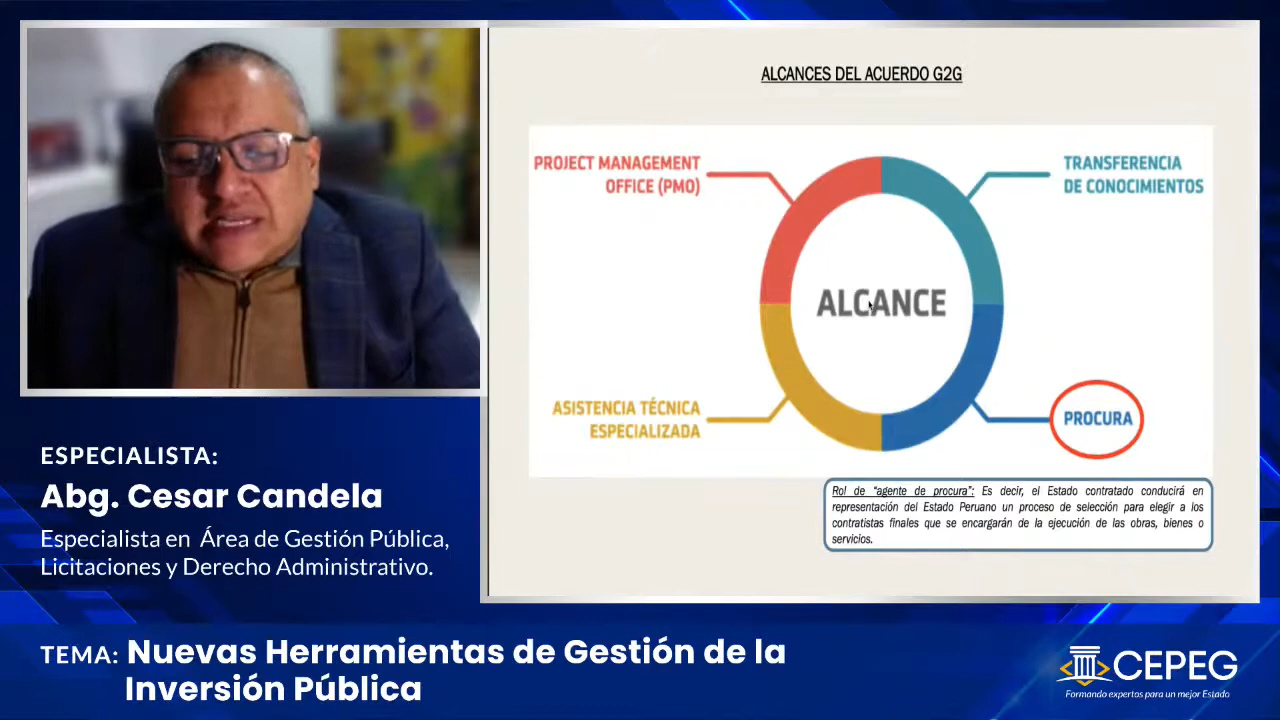 ALCANCES DEL ACUERDO G2G
PROJECT MANAGEMENT
OFFICE (PMO)
TRANSFERENCIA
DE CONOCIMIENTOS
ALCANCE
ASISTENCIA TÉCNICA
ESPECIALIZADA
PROCURA
Rol de “agente de procura”: Es decir, el Estado contratado conducirá en
representación del Estado Peruano un proceso de selección para elegir a los
contratistas finales que se encargarán de la ejecución de las obras, bienes o
servicios.
ESPECIALISTA:
Abg. Cesar Candela
Especialista en Área de Gestión Pública,
Licitaciones y Derecho Administrativo.
TEMA: Nuevas Herramientas de Gestión de la
Inversión Pública
CEPEG
Formando expertos para un mejor Estado